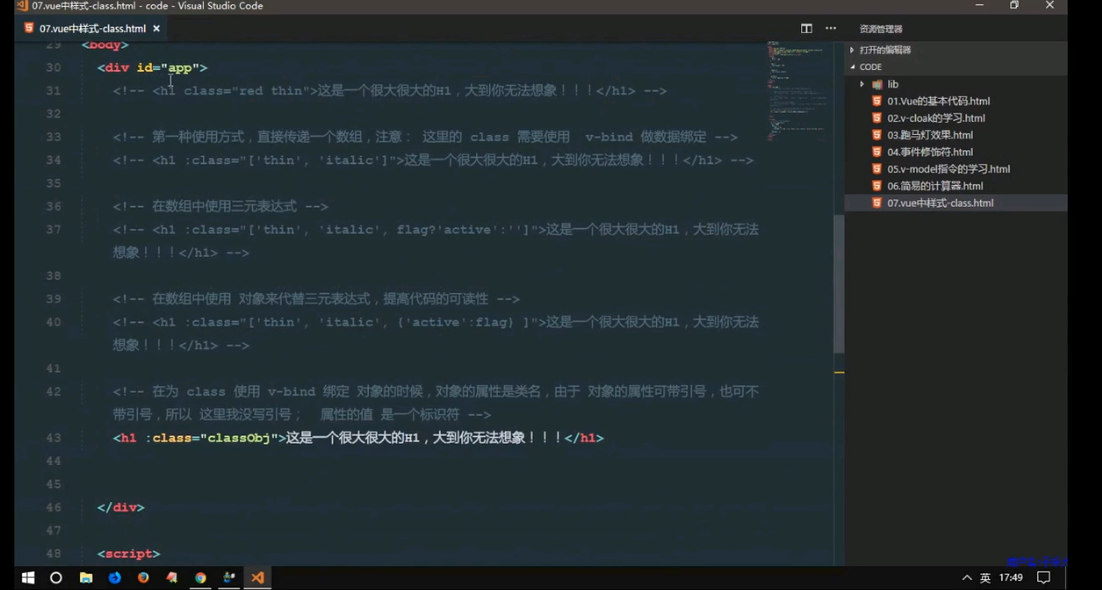 07.vue中样式-class.html - code - Visual Studio Code
07.vue中样式-class.html ×
资源管理器
打开的编辑器
CODE
lib
01.Vue的基本代码.html
02.v-cloak的学习.html
03.跑马灯效果.html
04.事件修饰符.html
05.v-model指令的学习.html
06.简易的计算器.html
07.vue中样式-class.html
29 <body>
30 <div id="app">
31 <!-- <h1 class="red thin">这是一个很大很大的H1，大到你无法想象！！！</h1> -->
32
33 <!-- 第一种使用方式，直接传递一个数组，注意： 这里的 class 需要使用  v-bind 做数据绑定 -->
34 <!-- <h1 :class="['thin', 'italic']">这是一个很大很大的H1，大到你无法想象！！！</h1> -->
35
36 <!-- 在数组中使用三元表达式 -->
37 <!-- <h1 :class="['thin', 'italic', flag?'active':'']">这是一个很大很大的H1，大到你无法
想象！！！</h1> -->
38
39 <!-- 在数组中使用 对象来代替三元表达式，提高代码的可读性 -->
40 <!-- <h1 :class="['thin', 'italic', {'active':flag} ]">这是一个很大很大的H1，大到你无法
想象！！！</h1> -->
41
42 <!-- 在为 class 使用 v-bind 绑定 对象的时候，对象的属性是类名，由于 对象的属性可带引号，也可不
带引号，所以 这里我没写引号；  属性的值 是一个标识符 -->
43 <h1 :class="classObj">这是一个很大很大的H1，大到你无法想象！！！</h1>
44
45
46 </div>
47
48 <script>
英 17:49